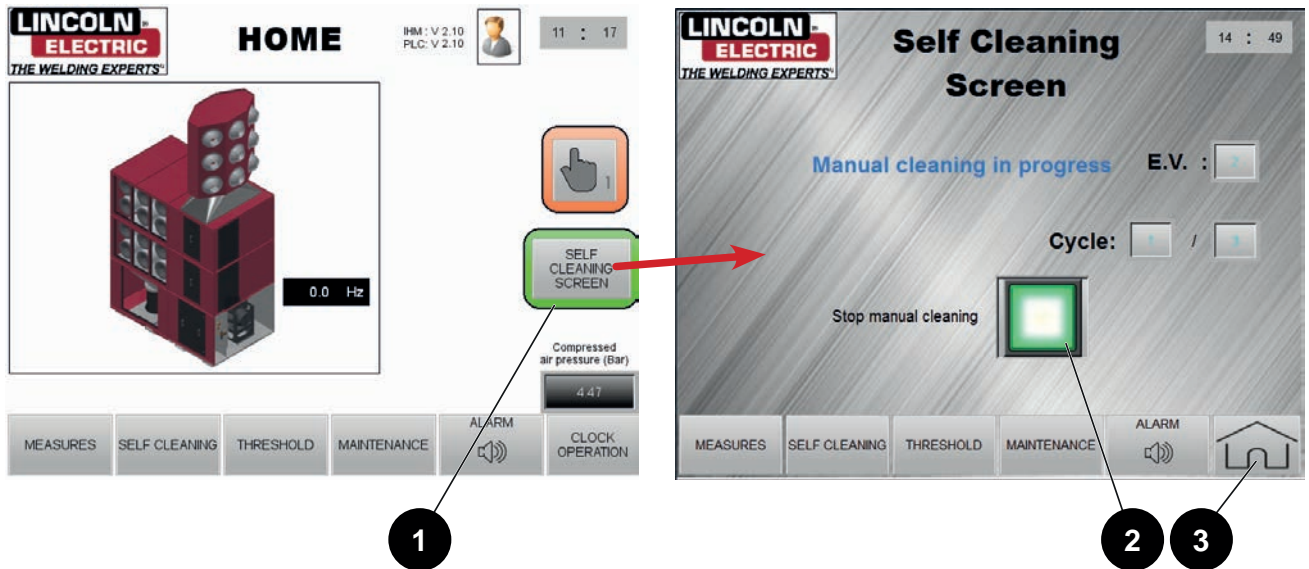 LINCOLN
ELECTRIC
THE WELDING EXPERTS
HOME
IHM : V 2.10
PLC: V 2.10
11 : 17
1
SELF
CLEANING
SCREEN
0.0 Hz
Compressed
air pressure (Bar)
4.47
MEASURES
SELF CLEANING
THRESHOLD
MAINTENANCE
ALARM
CLOCK
OPERATION
1
LINCOLN
ELECTRIC
THE WELDING EXPERTS
Self Cleaning
Screen
14 : 49
Manual cleaning in progress
E.V. : 2
Cycle: 1 / 3
Stop manual cleaning
MEASURES
SELF CLEANING
THRESHOLD
MAINTENANCE
ALARM
2
3